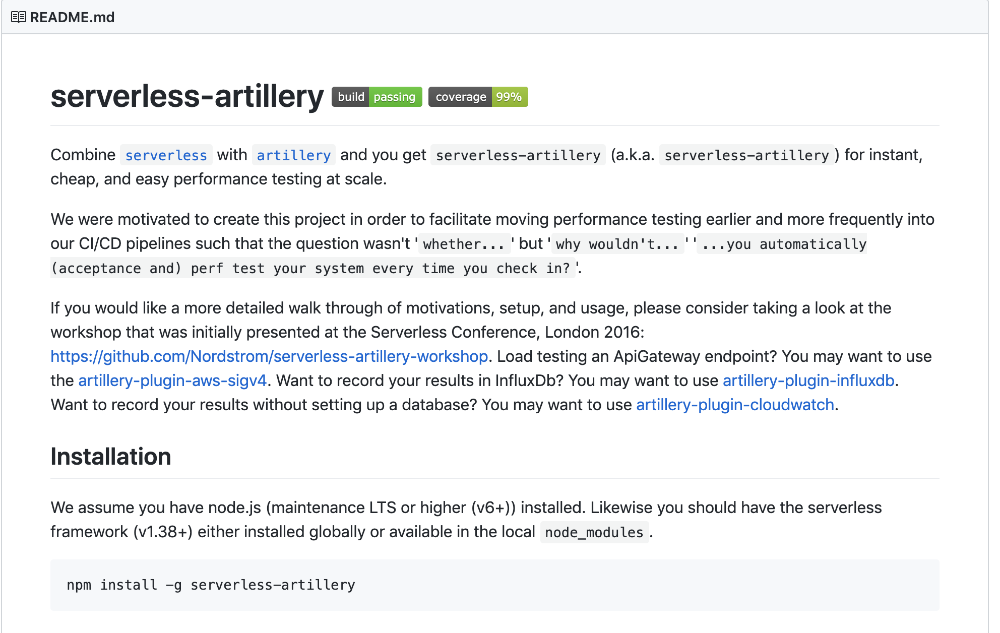 README.md
serverless-artillery build passing coverage 99%
Combine serverless with artillery and you get serverless-artillery (a.k.a. serverless-artillery) for instant,
cheap, and easy performance testing at scale.
We were motivated to create this project in order to facilitate moving performance testing earlier and more frequently into
our CI/CD pipelines such that the question wasn't 'whether...' but 'why wouldn't...' '...you automatically
(acceptance and) perf test your system every time you check in?'.
If you would like a more detailed walk through of motivations, setup, and usage, please consider taking a look at the
workshop that was initially presented at the Serverless Conference, London 2016:
https://github.com/Nordstrom/serverless-artillery-workshop. Load testing an ApiGateway endpoint? You may want to use
the artillery-plugin-aws-sigv4. Want to record your results in InfluxDb? You may want to use artillery-plugin-influxdb.
Want to record your results without setting up a database? You may want to use artillery-plugin-cloudwatch.
Installation
We assume you have node.js (maintenance LTS or higher (v6+)) installed. Likewise you should have the serverless
framework (v1.38+) either installed globally or available in the local node_modules.
npm install -g serverless-artillery